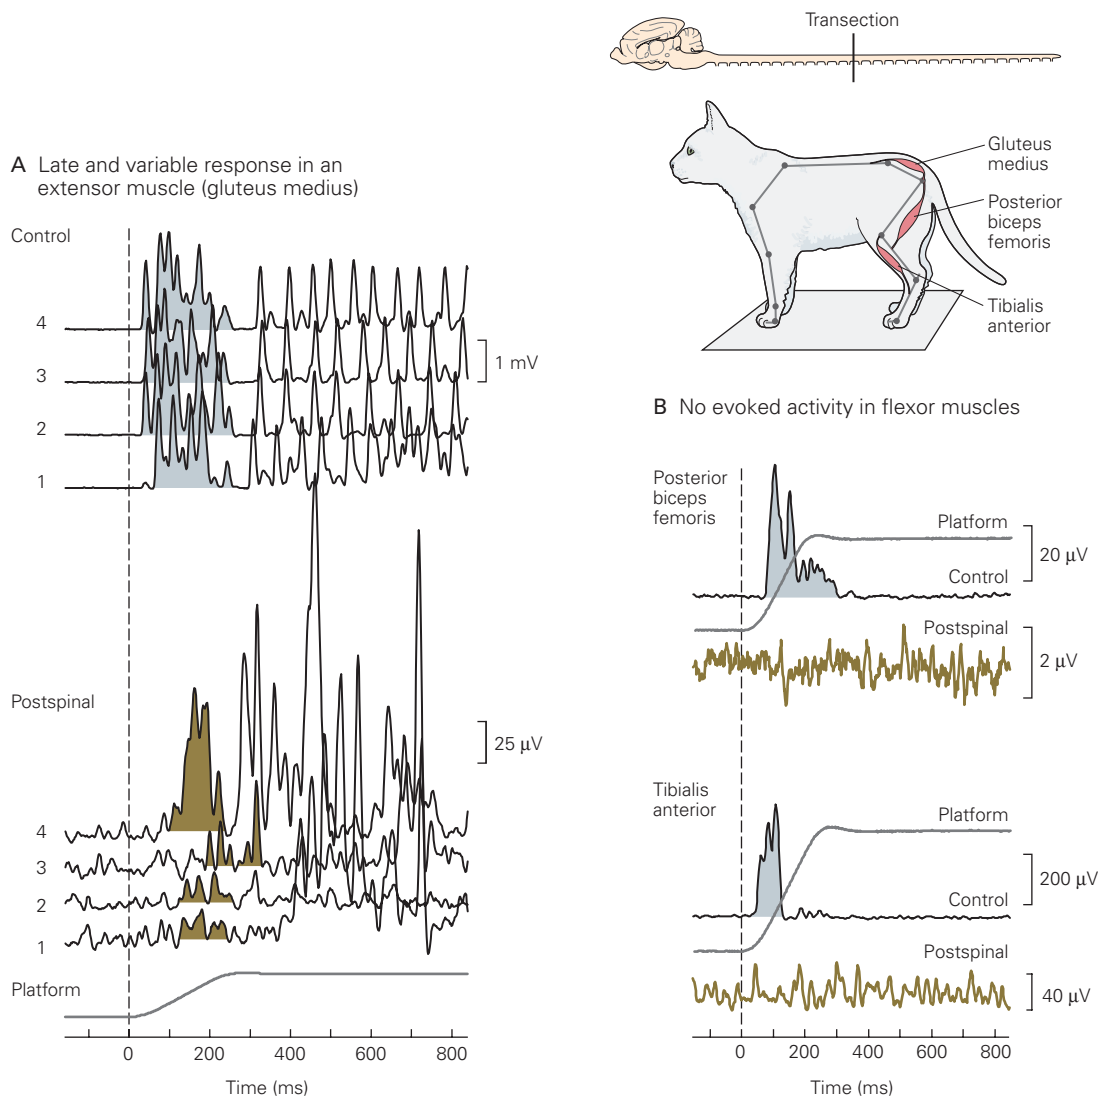 Transection
Gluteus
medius
Posterior
biceps
femoris
Tibialis
anterior
A Late and variable response in an
extensor muscle (gluteus medius)
Control
4
3
2
1
1 mV
Postspinal
25 µV
4
3
2
1
Platform
0 200 400 600 800
Time (ms)
B No evoked activity in flexor muscles
Posterior
biceps
femoris
Platform
20 µV
Control
Postspinal
2 µV
Tibialis
anterior
Platform
200 µV
Control
Postspinal
40 µV
0 200 400 600 800
Time (ms)